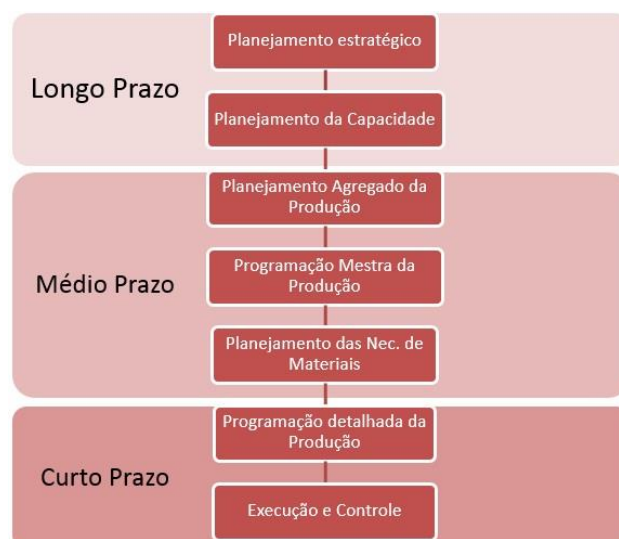 Longo Prazo
Planejamento estratégico
Planejamento da Capacidade
Médio Prazo
Planejamento Agregado da
Produção
Programação Mestra da
Produção
Planejamento das Nec. de
Materiais
Curto Prazo
Programação detalhada da
Produção
Execução e Controle